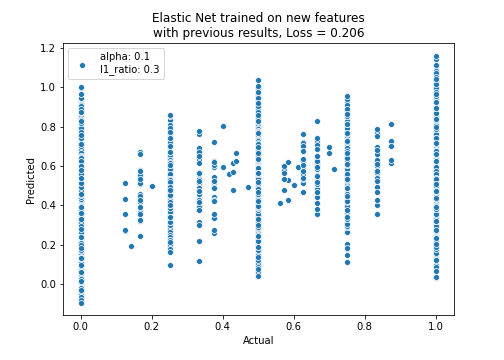 Elastic Net trained on new features
with previous results, Loss = 0.206
alpha: 0.1
l1_ratio: 0.3
1.2
1.0
0.8
0.6
0.4
0.2
0.0
Predicted
0.0 0.2 0.4 0.6 0.8 1.0
Actual